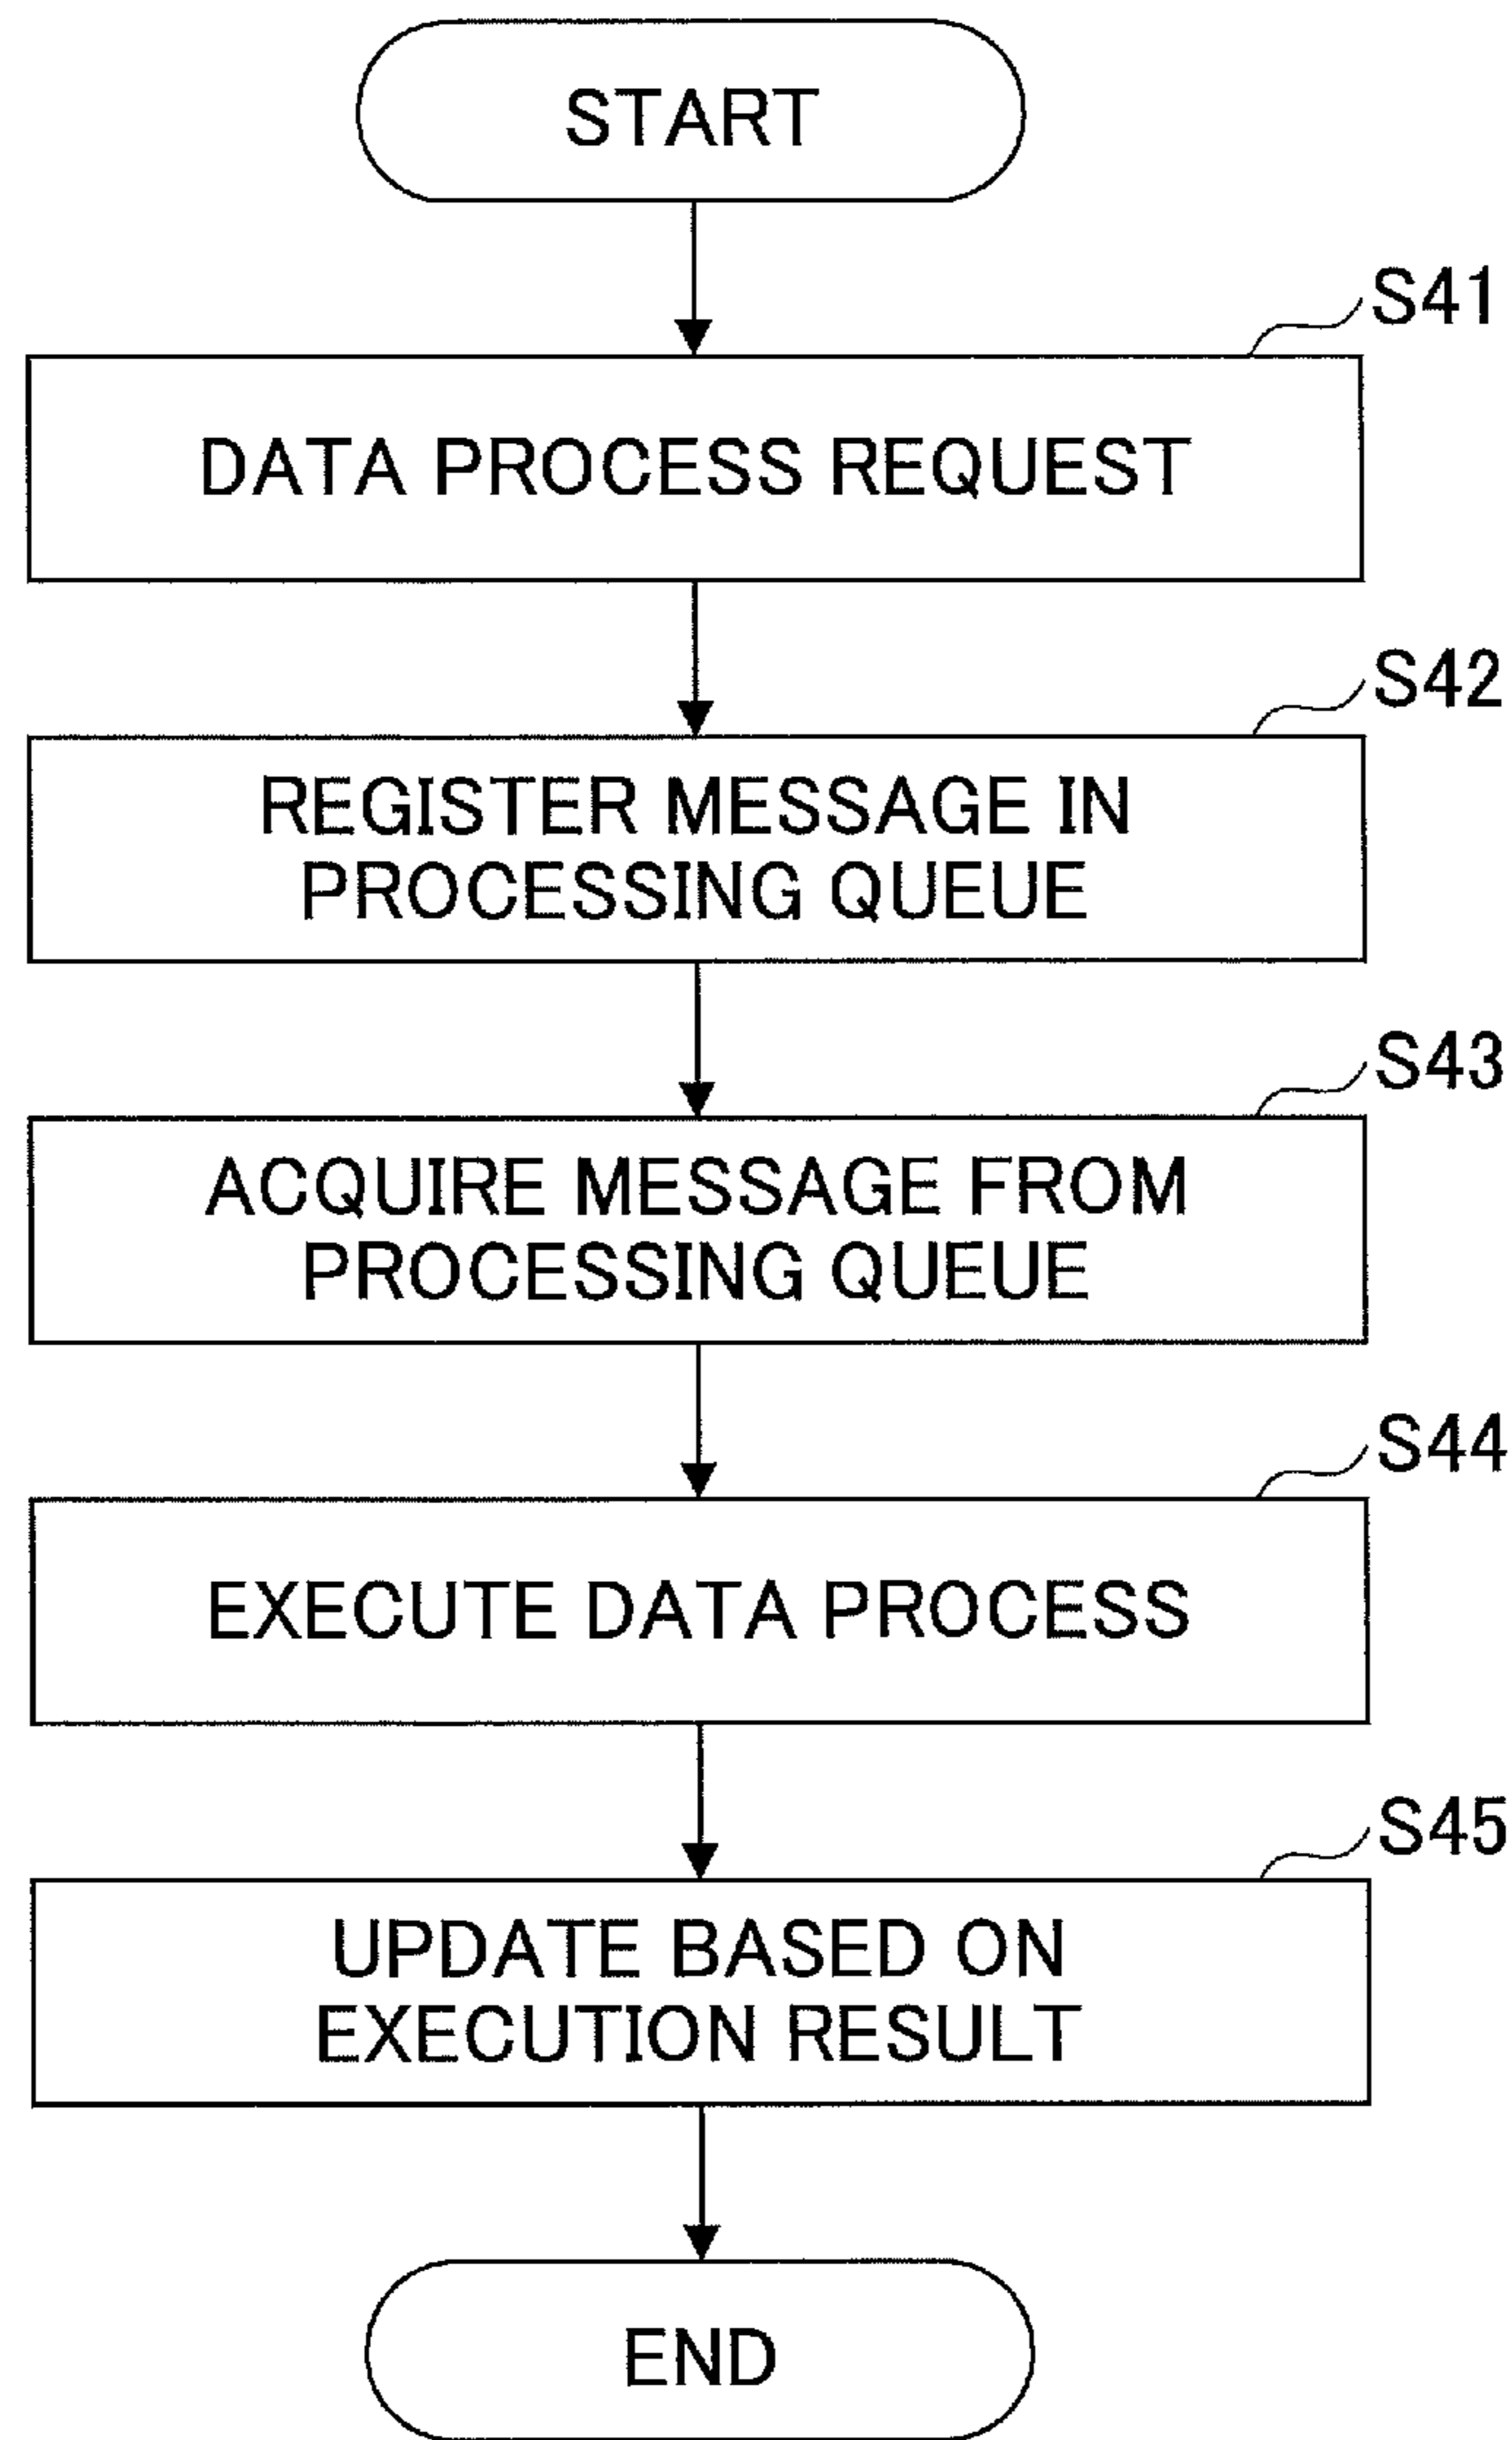 START
S41
DATA PROCESS REQUEST
S42
REGISTER MESSAGE IN
PROCESSING QUEUE
S43
ACQUIRE MESSAGE FROM
PROCESSING QUEUE
S44
EXECUTE DATA PROCESS
S45
UPDATE BASED ON
EXECUTION RESULT
END